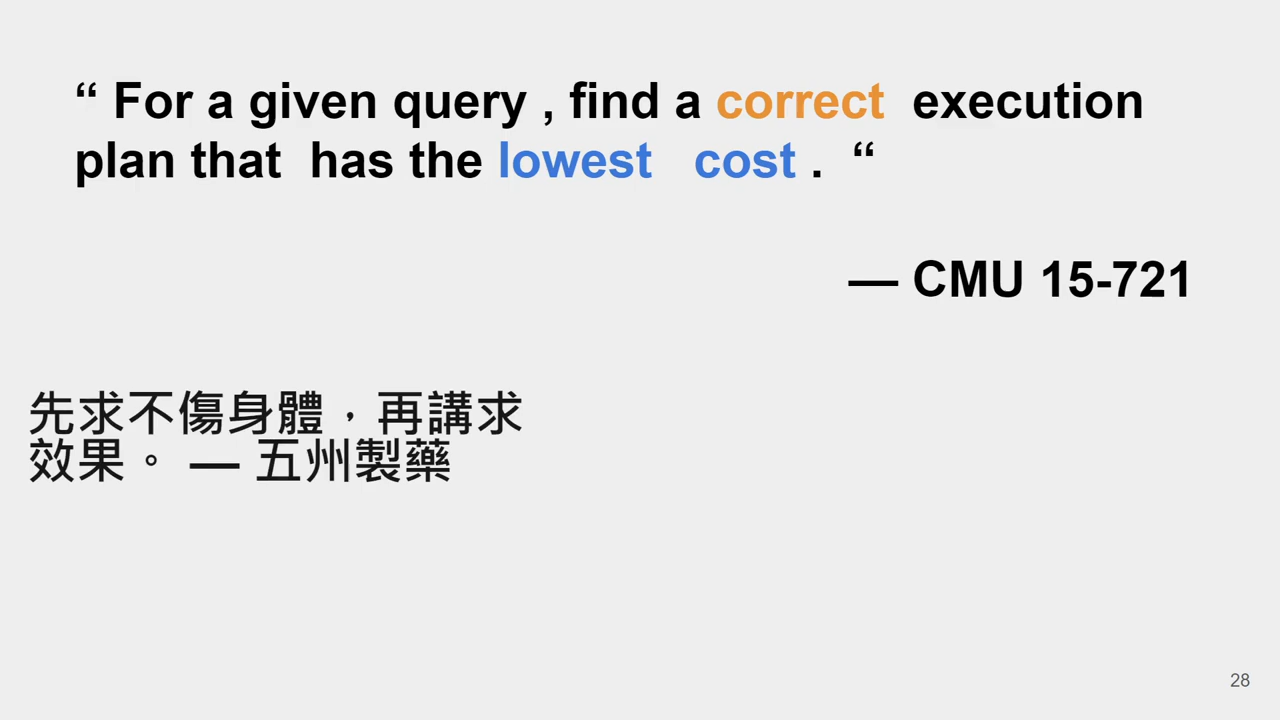 “ For a given query , find a correct execution
plan that has the lowest cost . “
— CMU 15-721
先求不傷身體，再講求
效果。 — 五州製藥
28